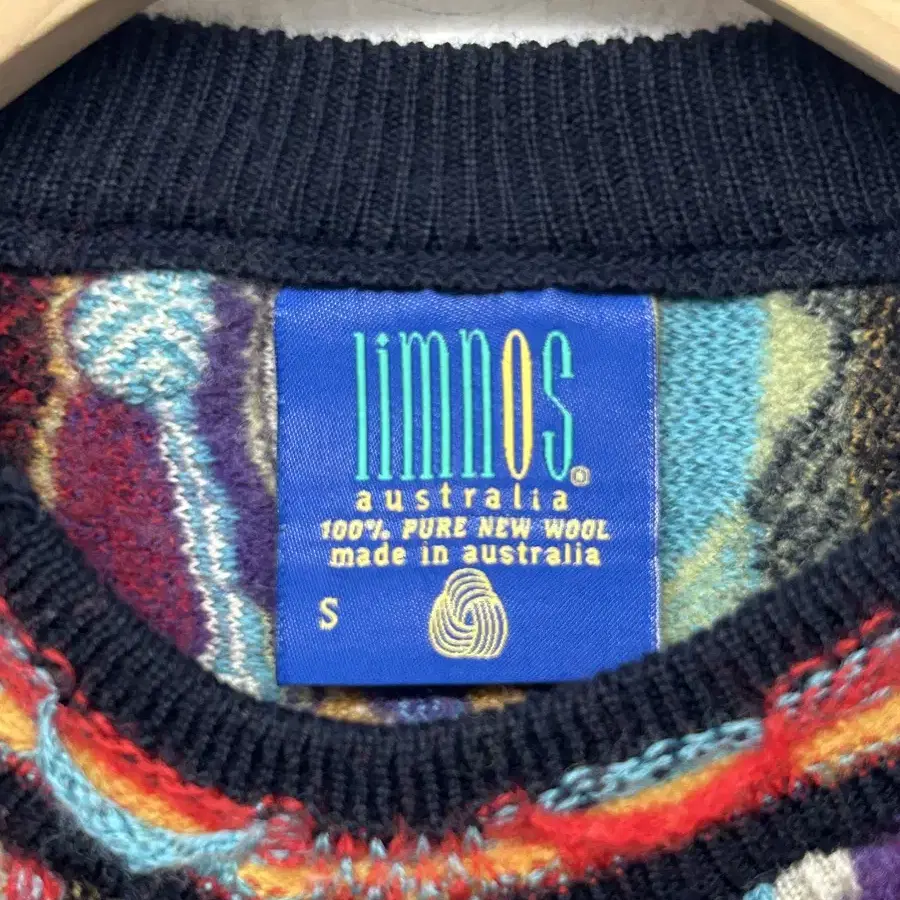 limnos®
australia
100% PURE NEW WOOL
made in australia
S